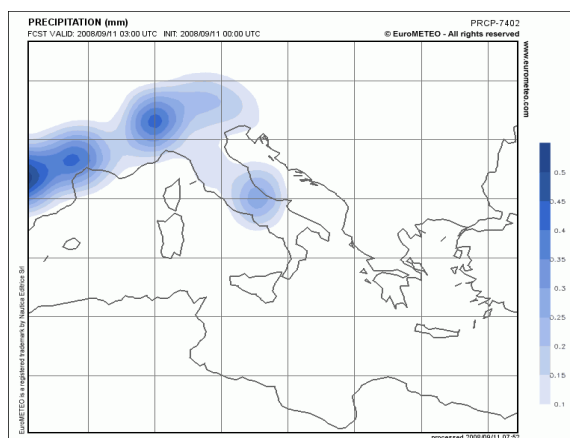 PRECIPITATION (mm)
PRCP-7402
FCST VALID: 2008/09/11 03:00 UTC INIT: 2008/09/11 00:00 UTC
© EuroMETEO - All rights reserved
www.eurometeo.com
0.5
0.45
0.4
0.35
0.3
0.25
0.2
0.15
0.1
EuroMETEO is a registered trademark by Nautica Editrice Srl
processed 2008/09/11 07:52